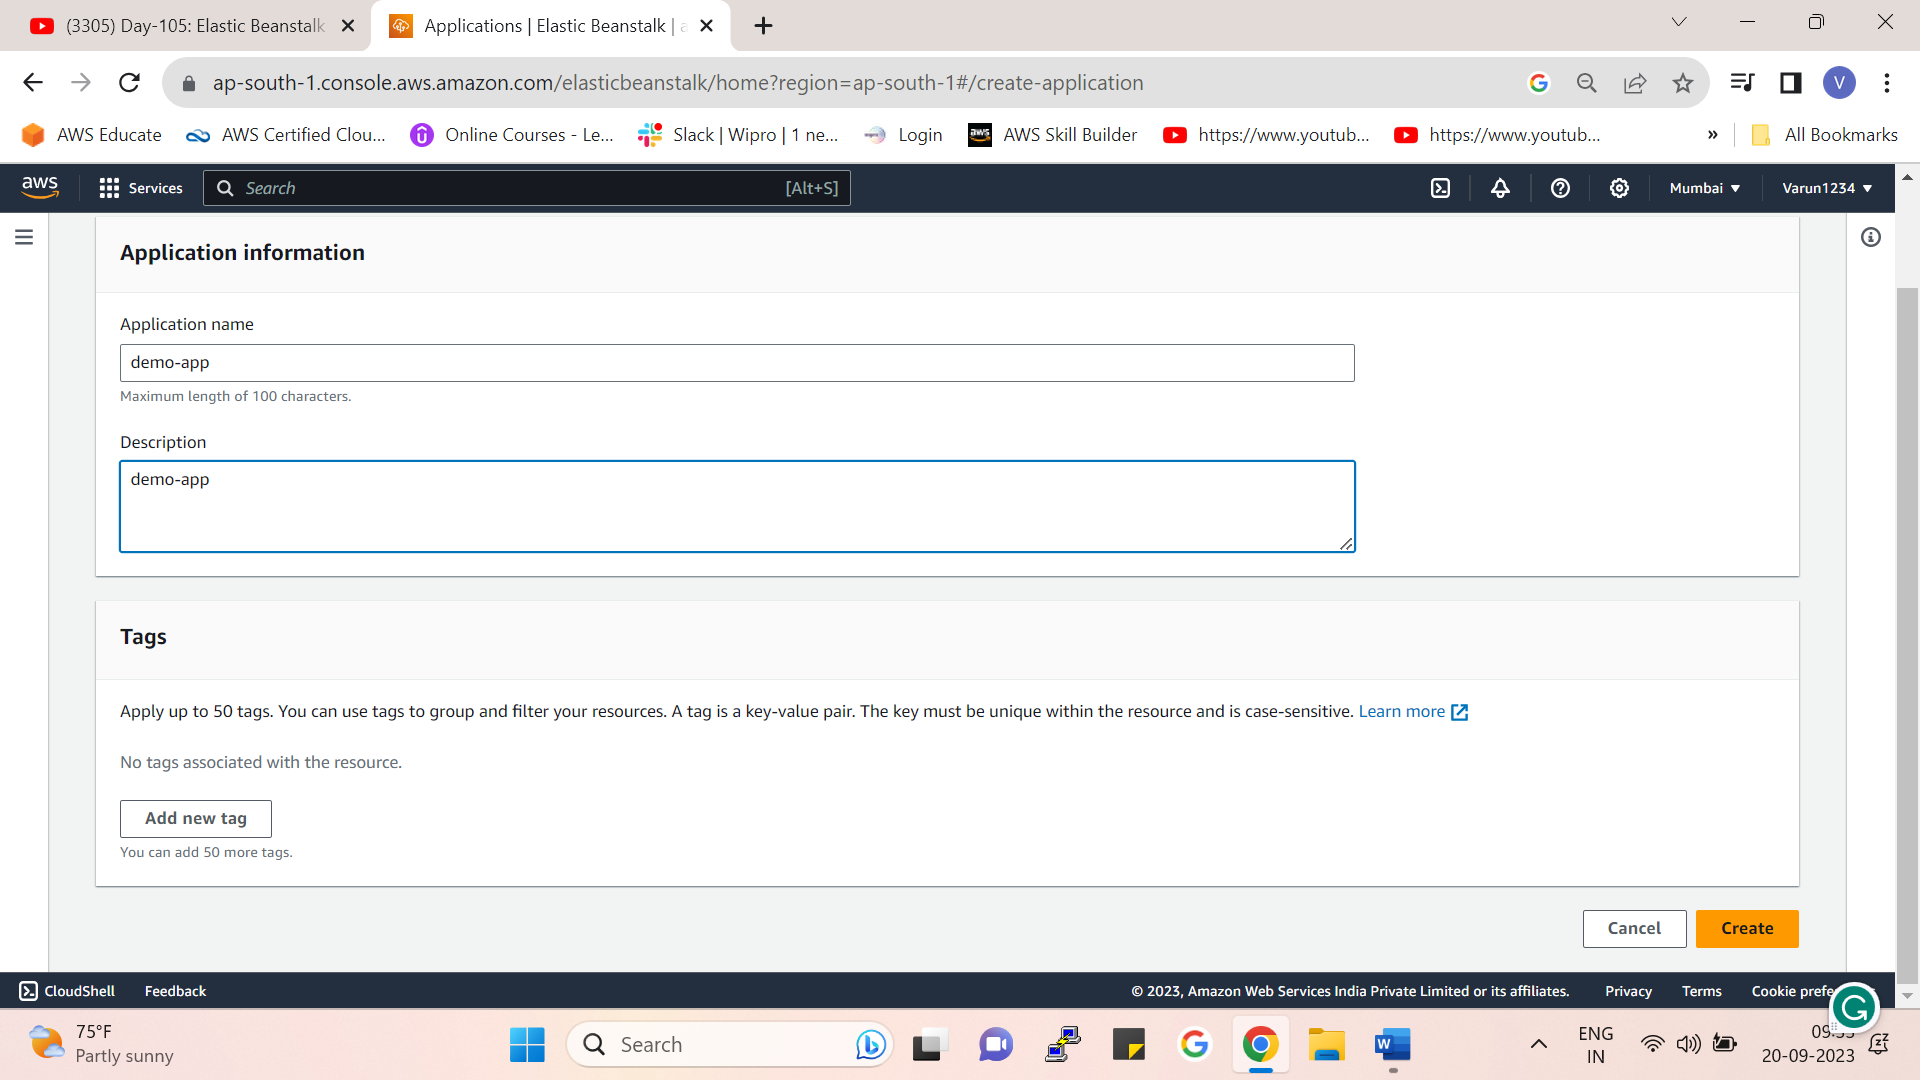 (3305) Day-105: Elastic Beanstalk
Applications | Elastic Beanstalk | a
ap-south-1.console.aws.amazon.com/elasticbeanstalk/home?region=ap-south-1#/create-application
V
AWS Educate
AWS Certified Clou...
Online Courses - Le...
Slack | Wipro | 1 ne...
Login
AWS Skill Builder
https://www.youtub...
https://www.youtub...
»
All Bookmarks
aws
Services
Search
[Alt+S]
Mumbai
Varun1234
Application information
Application name
demo-app
Maximum length of 100 characters.
Description
demo-app
Tags
Apply up to 50 tags. You can use tags to group and filter your resources. A tag is a key-value pair. The key must be unique within the resource and is case-sensitive. Learn more
No tags associated with the resource.
Add new tag
You can add 50 more tags.
Cancel
Create
CloudShell
Feedback
© 2023, Amazon Web Services India Private Limited or its affiliates.
Privacy
Terms
Cookie prefe
75°F
Partly sunny
Search
ENG
IN
20-09-2023